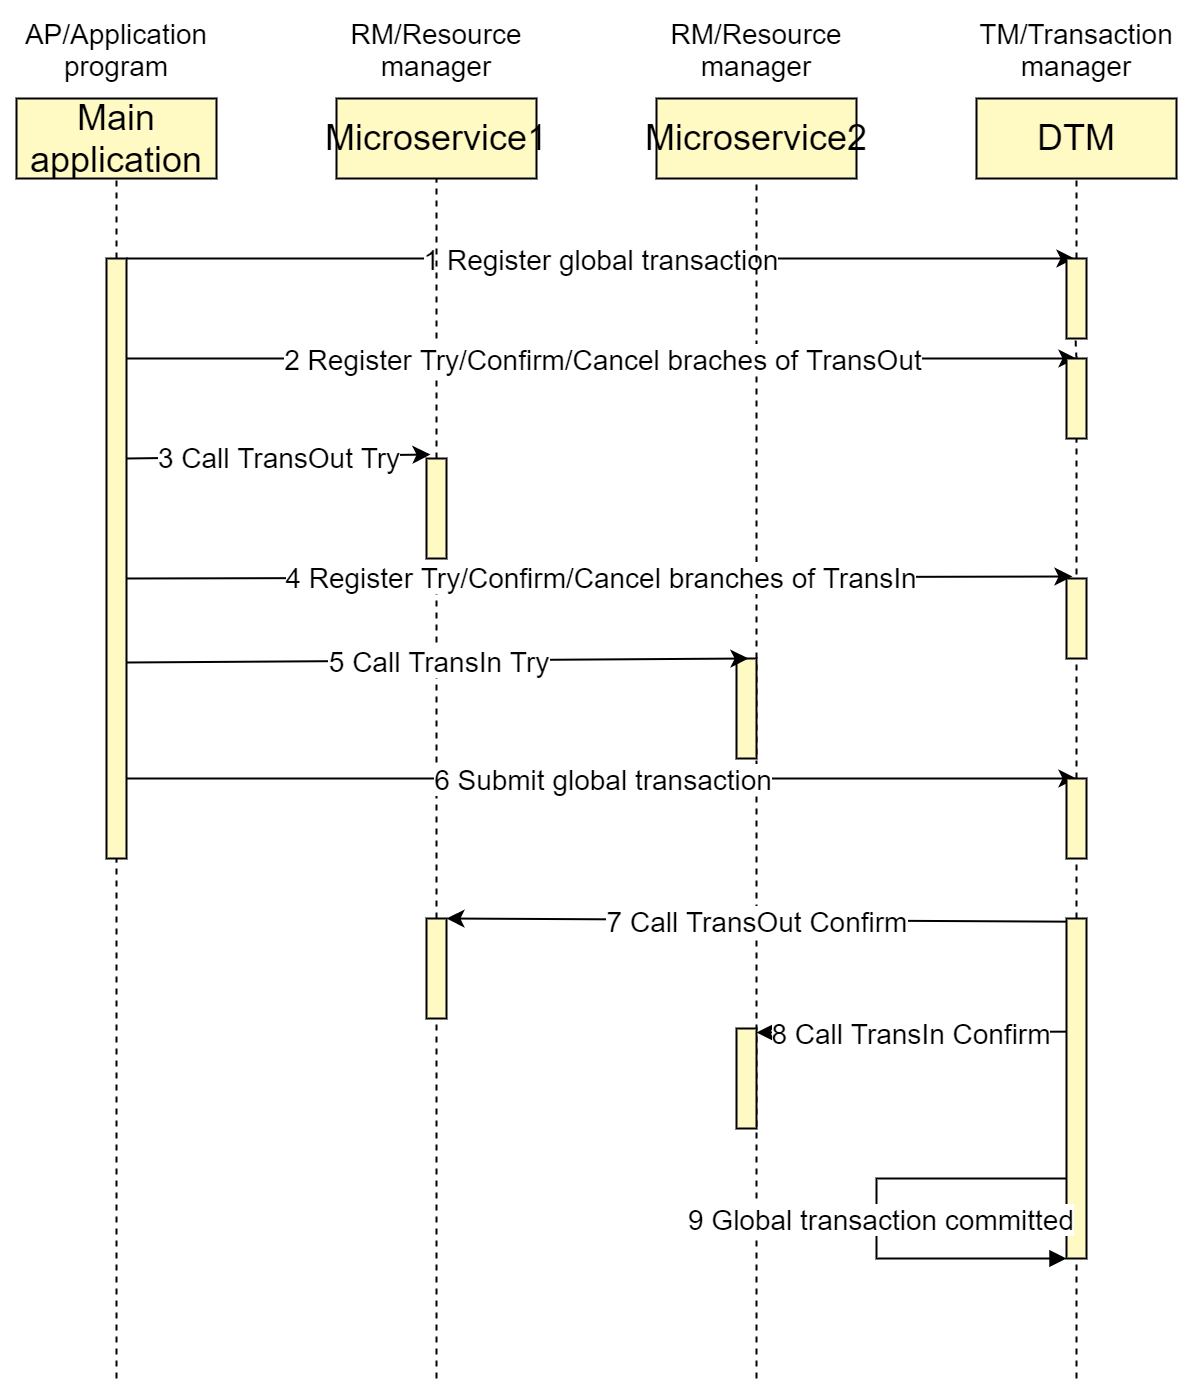 AP/Application
program
RM/Resource
manager
RM/Resource
manager
TM/Transaction
manager
Main
application
Microservice1
Microservice2
DTM
1 Register global transaction
2 Register Try/Confirm/Cancel braches of TransOut
3 Call TransOut Try
4 Register Try/Confirm/Cancel branches of TransIn
5 Call TransIn Try
6 Submit global transaction
7 Call TransOut Confirm
8 Call TransIn Confirm
9 Global transaction committed